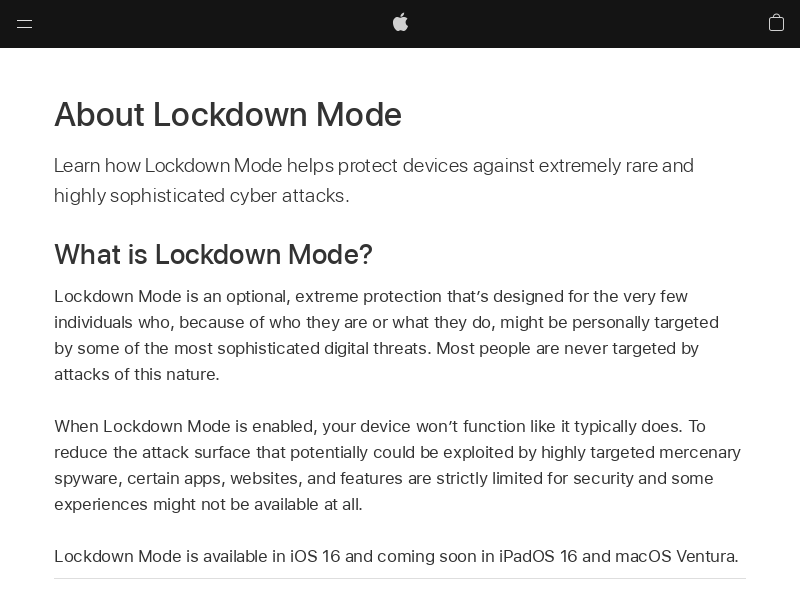 About Lockdown Mode
Learn how Lockdown Mode helps protect devices against extremely rare and
highly sophisticated cyber attacks.
What is Lockdown Mode?
Lockdown Mode is an optional, extreme protection that’s designed for the very few
individuals who, because of who they are or what they do, might be personally targeted
by some of the most sophisticated digital threats. Most people are never targeted by
attacks of this nature.
When Lockdown Mode is enabled, your device won’t function like it typically does. To
reduce the attack surface that potentially could be exploited by highly targeted mercenary
spyware, certain apps, websites, and features are strictly limited for security and some
experiences might not be available at all.
Lockdown Mode is available in iOS 16 and coming soon in iPadOS 16 and macOS Ventura.